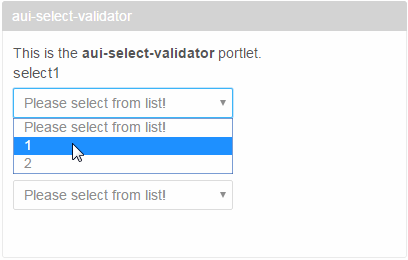 aui-select-validator
This is the aui-select-validator portlet.
select1
Please select from list!
Please select from list!
1
2
Please select from list!